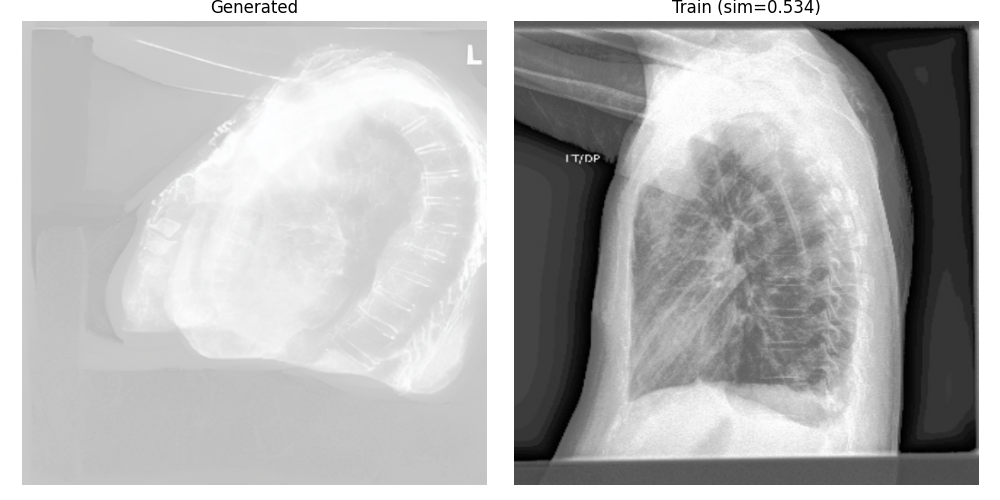 Generated
Train (sim=0.534)
L
LT/DP